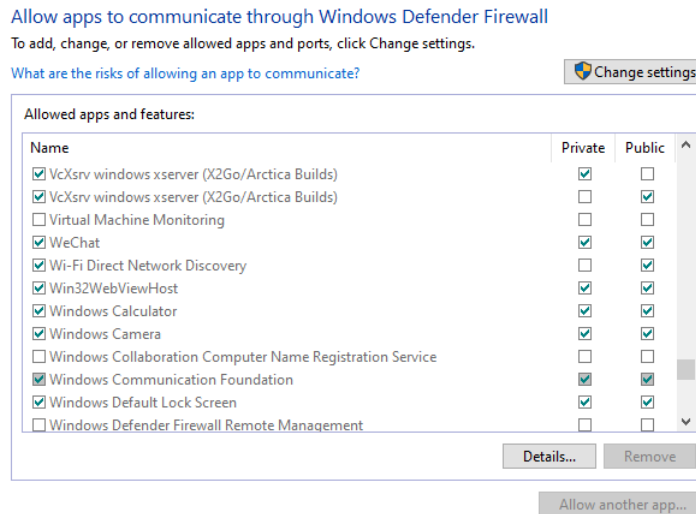 Allow apps to communicate through Windows Defender Firewall
To add, change, or remove allowed apps and ports, click Change settings.
What are the risks of allowing an app to communicate?
Change settings
Allowed apps and features:
Name Private Public
VcXsrv windows xserver (X2Go/Arctica Builds)
VcXsrv windows xserver (X2Go/Arctica Builds)
Virtual Machine Monitoring
WeChat
Wi-Fi Direct Network Discovery
Win32WebViewHost
Windows Calculator
Windows Camera
Windows Collaboration Computer Name Registration Service
Windows Communication Foundation
Windows Default Lock Screen
Windows Defender Firewall Remote Management
Details... Remove
Allow another app...